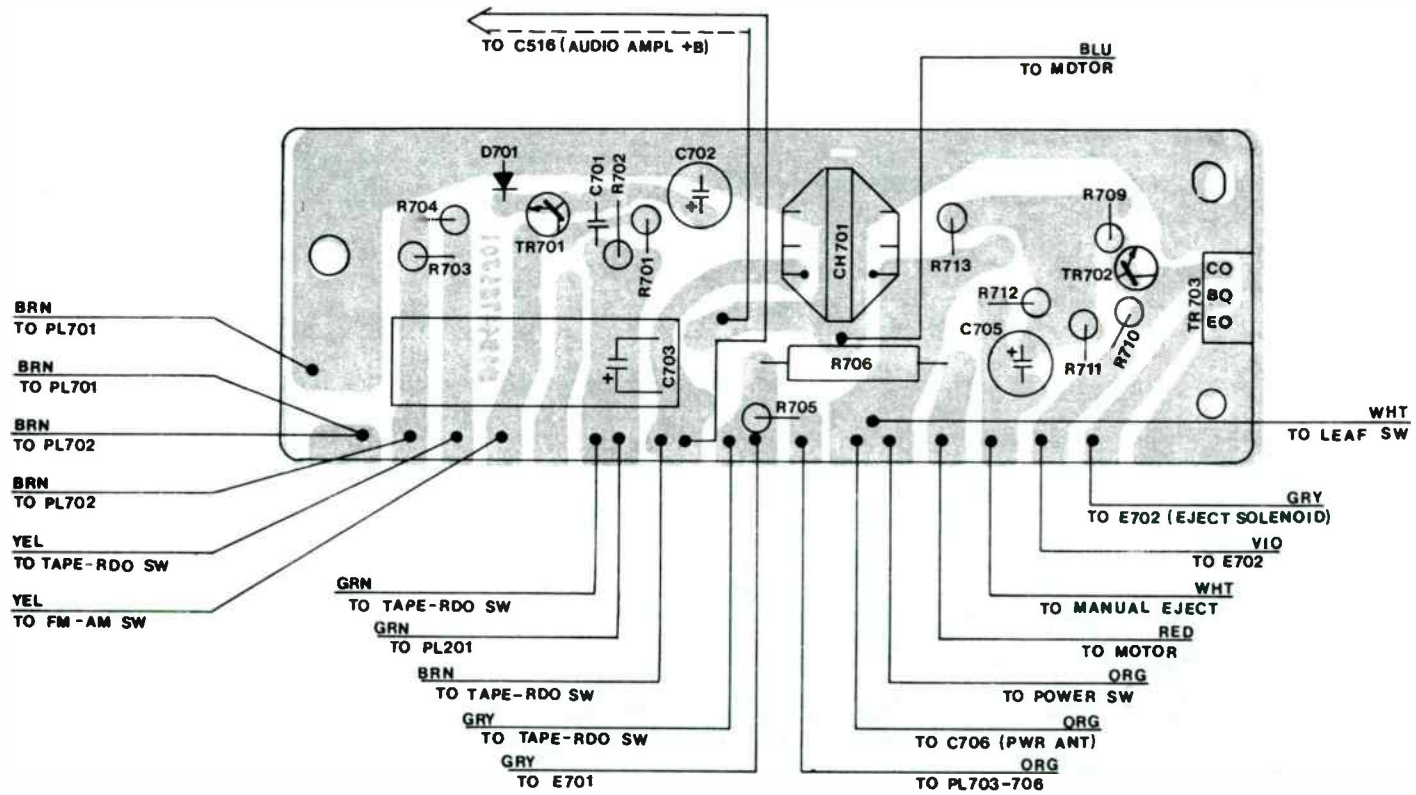 TO C516 (AUDIO AMPL +B)
BLU
TO MDTOR
D701
C701
R702
C702
R704
TR701
R703
R701
CH701
R713
R709
TR702
R712
C705
R711
R710
TR703
CO
BQ
EO
C703
R706
R705
BRN
TO PL701
BRN
TO PL701
BRN
TO PL702
BRN
TO PL702
YEL
TO TAPE-RDO SW
YEL
TO FM-AM SW
GRN
TO TAPE-RDO SW
GRN
TO PL201
BRN
TO TAPE-RDO SW
GRY
TO TAPE-RDO SW
GRY
TO E701
WHT
TO LEAF SW
GRY
TO E702 (EJECT SOLENOID)
VIO
TO E702
WHT
TO MANUAL EJECT
RED
TO MOTOR
ORG
TO POWER SW
ORG
TO C706 (PWR ANT)
ORG
TO PL703-706